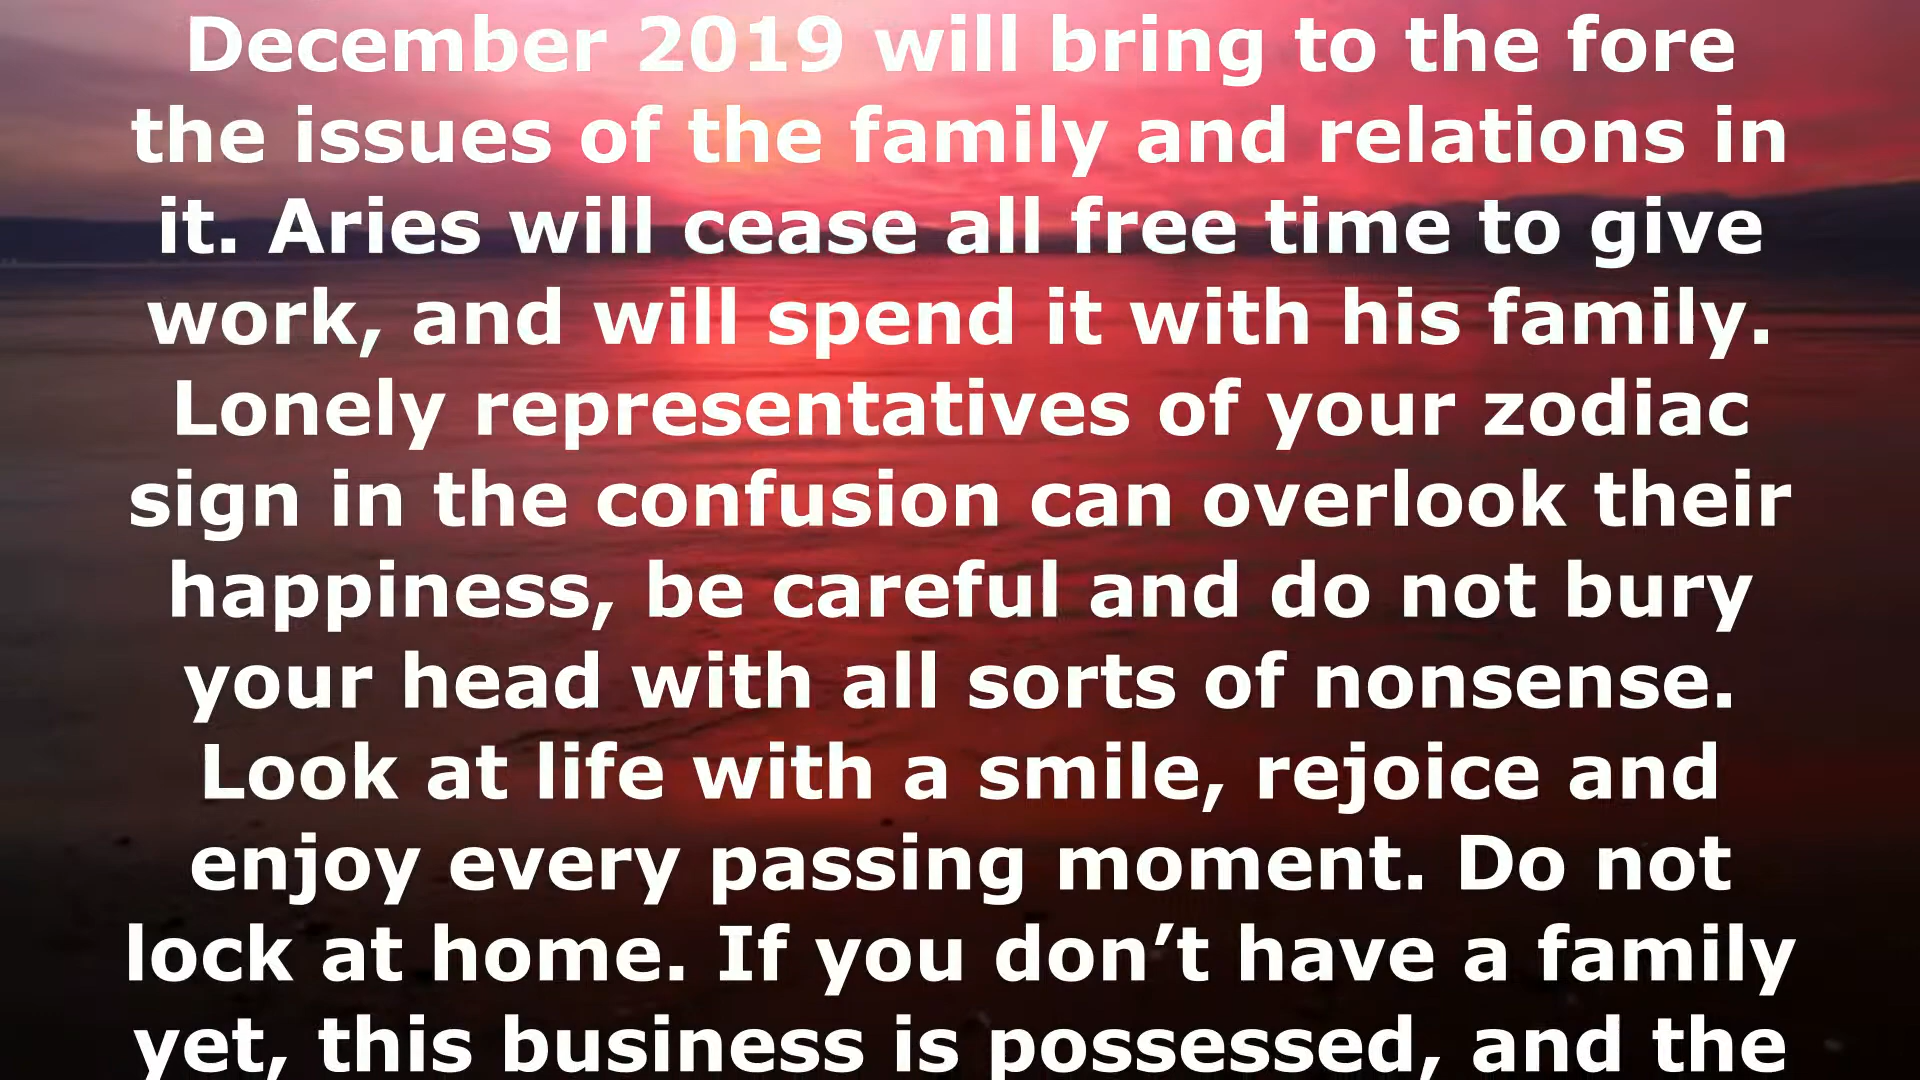 December 2019 will bring to the fore
the issues of the family and relations in
it. Aries will cease all free time to give
work, and will spend it with his family.
Lonely representatives of your zodiac
sign in the confusion can overlook their
happiness, be careful and do not bury
your head with all sorts of nonsense.
Look at life with a smile, rejoice and
enjoy every passing moment. Do not
lock at home. If you don’t have a family
yet, this business is possessed, and the